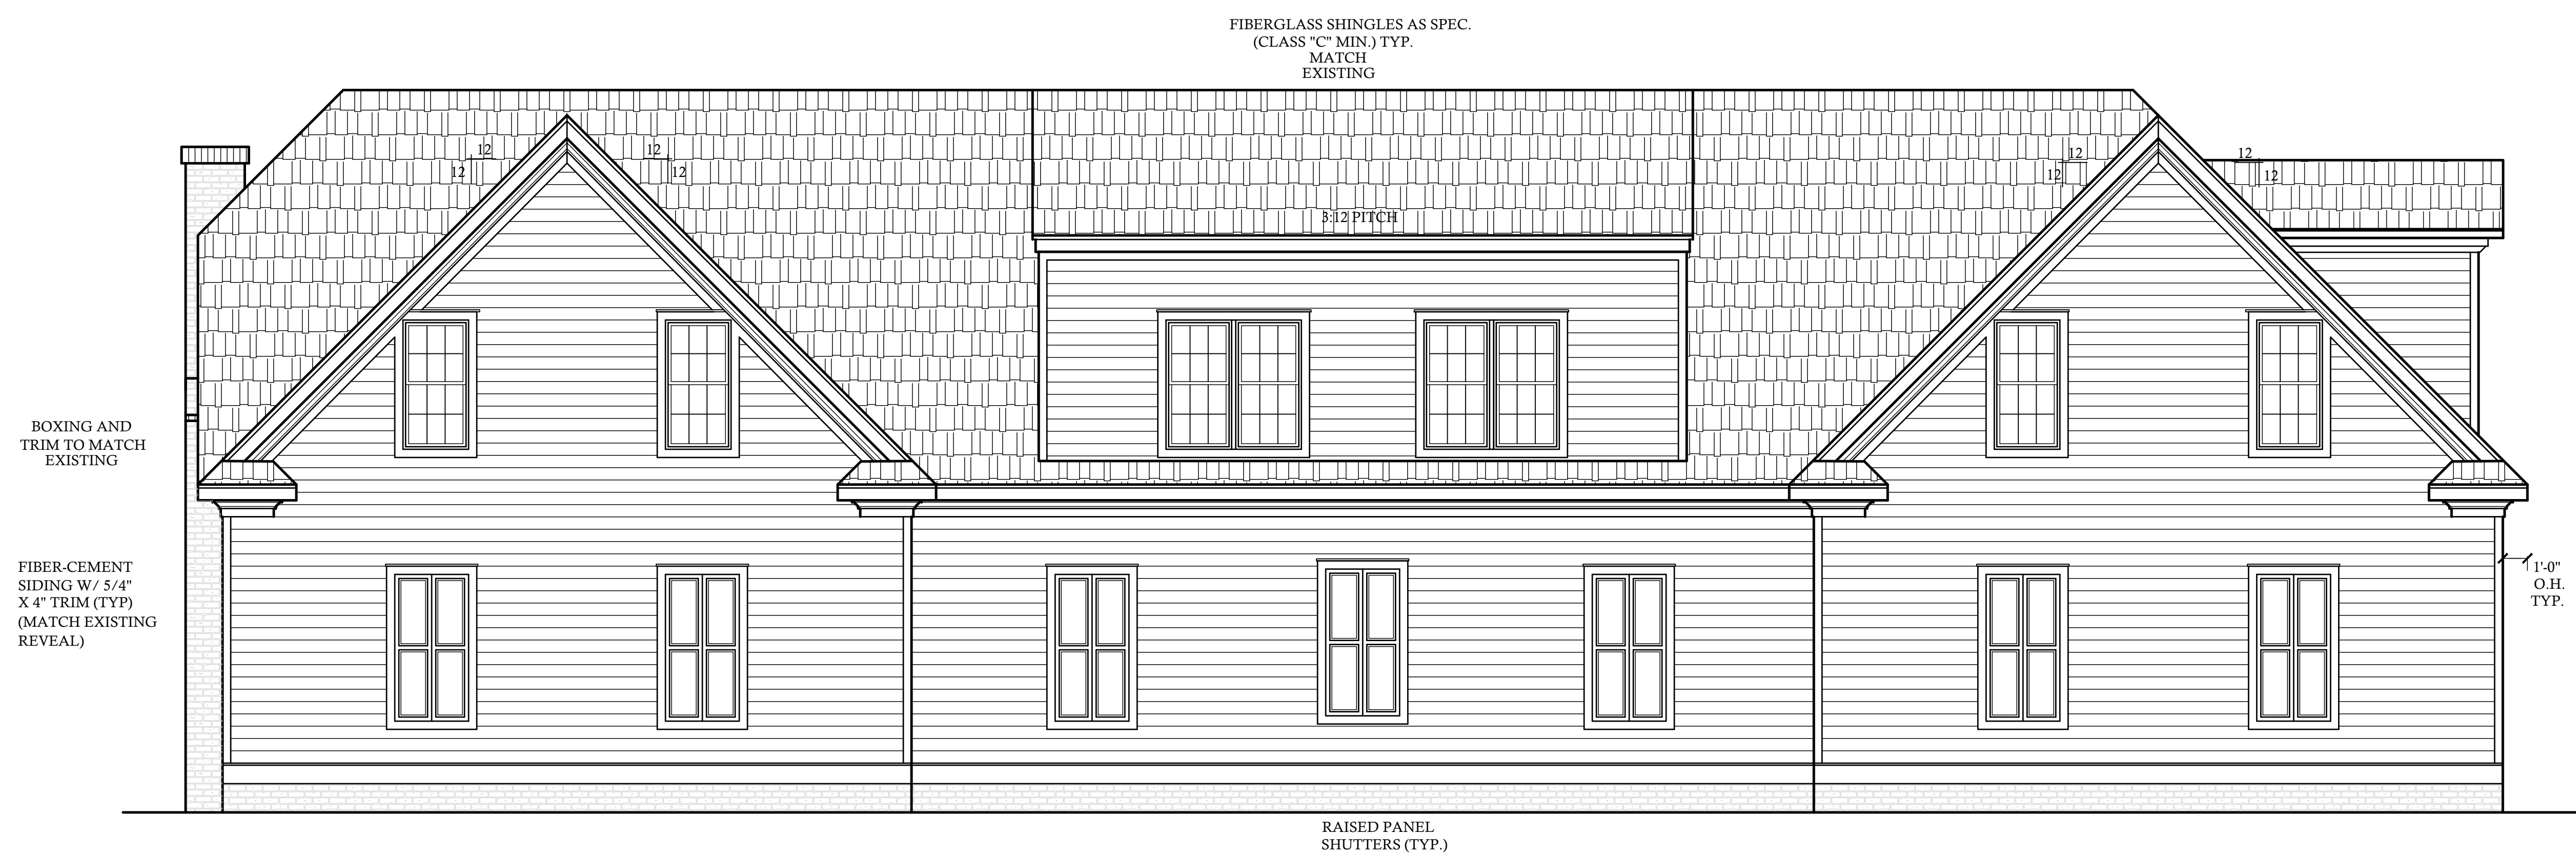 FIBERGLASS SHINGLES AS SPEC.
(CLASS "C" MIN.) TYP.
MATCH
EXISTING
12
12
12
12
12
12
12
12
3:12 PITCH
BOXING AND
TRIM TO MATCH
EXISTING
FIBER-CEMENT
SIDING W/ 5/4"
X 4" TRIM (TYP)
(MATCH EXISTING
REVEAL)
1'-0"
O.H.
TYP.
RAISED PANEL
SHUTTERS (TYP.)